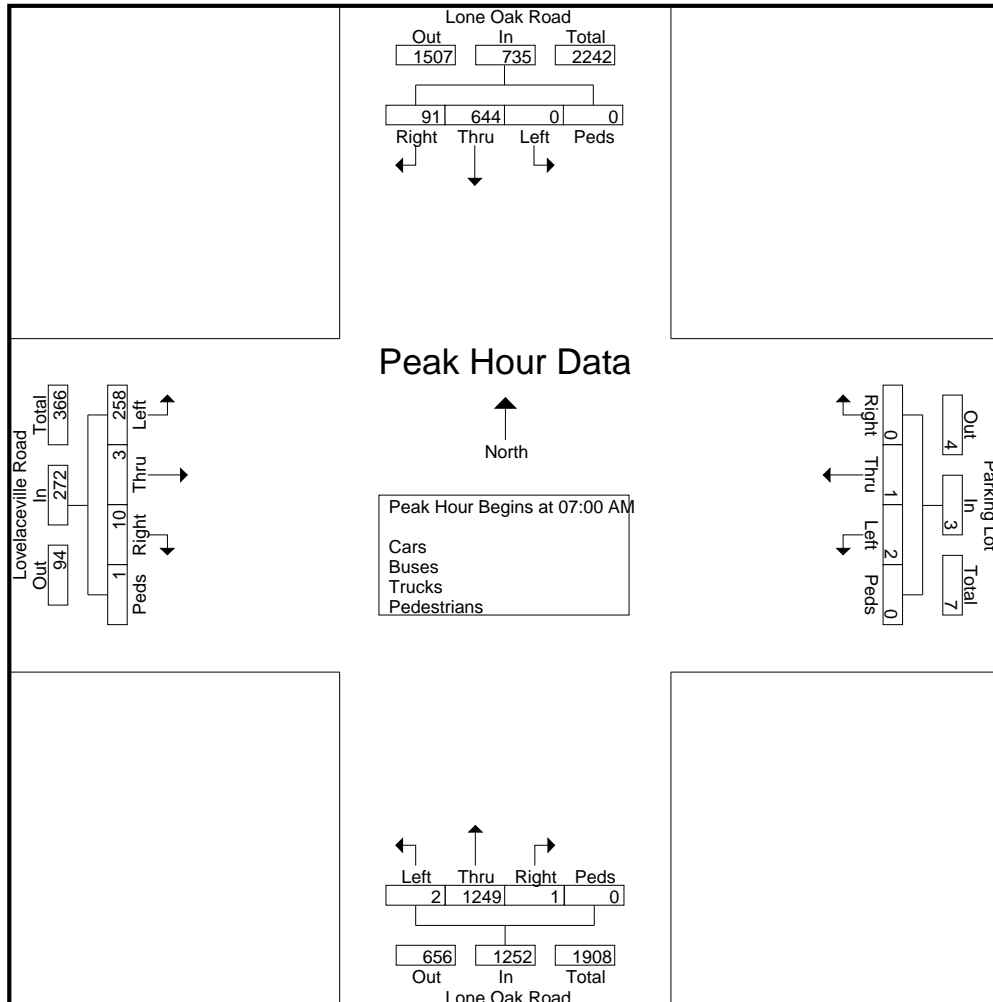 Lone Oak Road
Out In Total
1507 735 2242
91 644 0 0
Right Thru Left Peds
Peak Hour Data
North
Peak Hour Begins at 07:00 AM
Cars
Buses
Trucks
Pedestrians
Lovelaceville Road
Out In Total
94 272 366
1 10 3 258
Peds Right Thru Left
Parking Lot
Out In Total
4 3 7
0 1 2 0
Right Thru Left Peds
Left Thru Right Peds
2 1249 1 0
656 1252 1908
Out In Total
Lone Oak Road